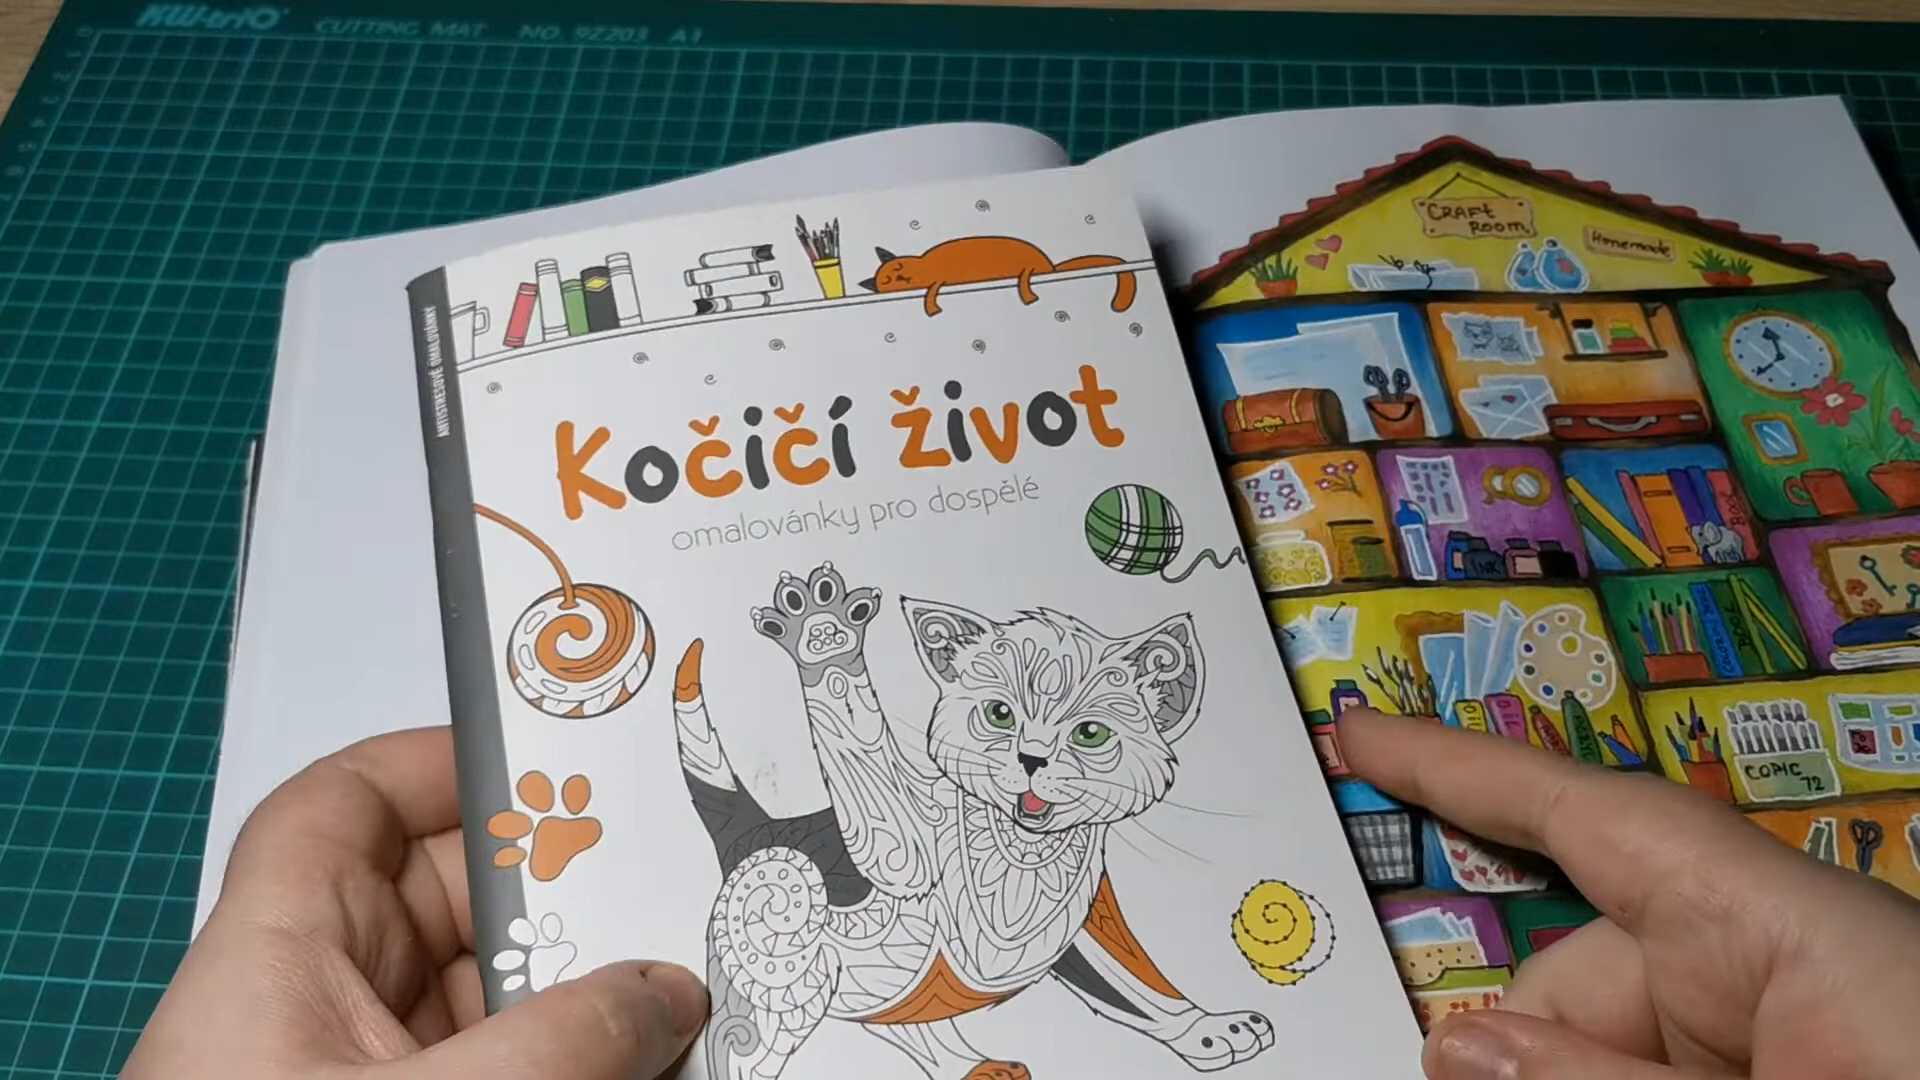 KW-triO CUTTING MAT NO. 9Z203 A1
ANTISTRESOVÉ OMALOVÁNKY
Kočičí život
omalovánky pro dospělé
CRAFT
ROOM
Homemade
BOOK
INK
COPIC
72